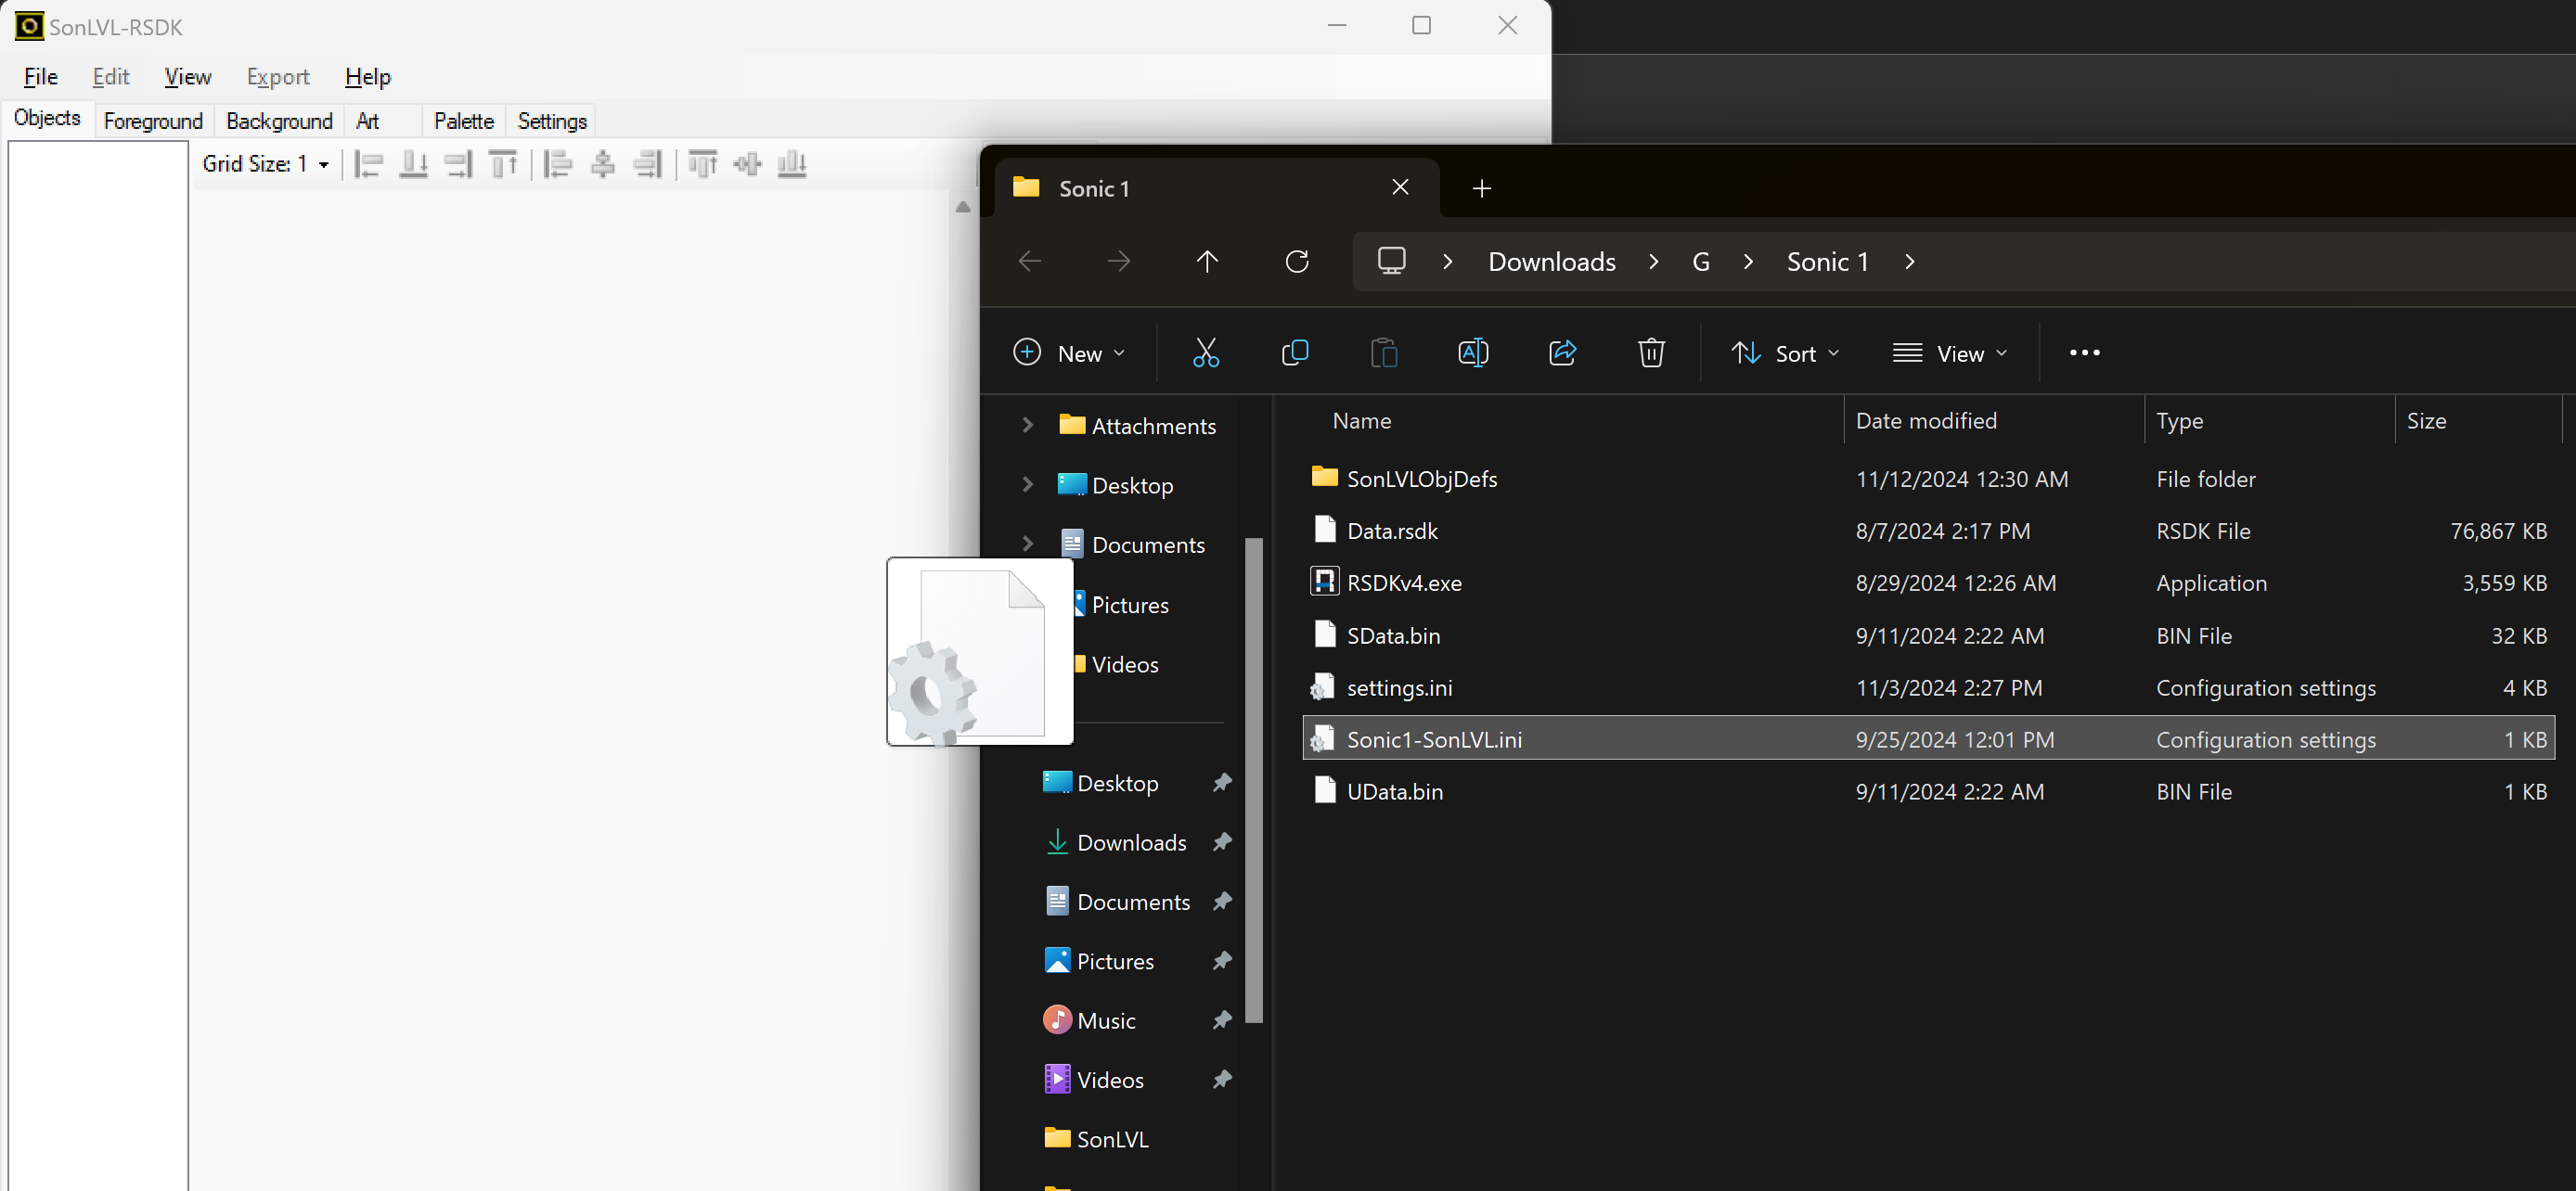 SonLVL-RSDK
File Edit View Export Help
Objects Foreground Background Art Palette Settings
Grid Size: 1
Sonic 1
Downloads G Sonic 1
New Sort View
Attachments
Desktop
Documents
Pictures
Videos
Desktop
Downloads
Documents
Pictures
Music
Videos
SonLVL
Name Date modified Type Size
SonLVLObjDefs 11/12/2024 12:30 AM File folder
Data.rsdk 8/7/2024 2:17 PM RSDK File 76,867 KB
RSDKv4.exe 8/29/2024 12:26 AM Application 3,559 KB
SData.bin 9/11/2024 2:22 AM BIN File 32 KB
settings.ini 11/3/2024 2:27 PM Configuration settings 4 KB
Sonic1-SonLVL.ini 9/25/2024 12:01 PM Configuration settings 1 KB
UData.bin 9/11/2024 2:22 AM BIN File 1 KB